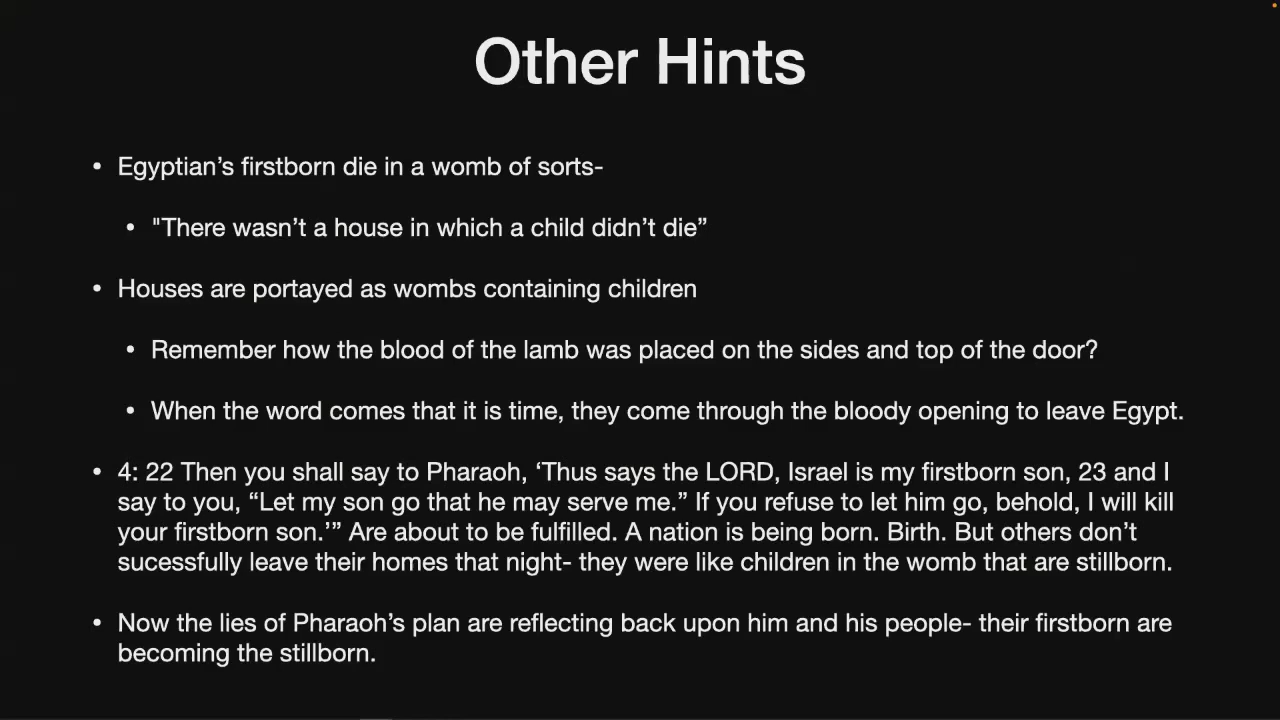 Other Hints
• Egyptian’s firstborn die in a womb of sorts-
• "There wasn’t a house in which a child didn’t die”
• Houses are portayed as wombs containing children
• Remember how the blood of the lamb was placed on the sides and top of the door?
• When the word comes that it is time, they come through the bloody opening to leave Egypt.
• 4: 22 Then you shall say to Pharaoh, ‘Thus says the LORD, Israel is my firstborn son, 23 and I
say to you, “Let my son go that he may serve me.” If you refuse to let him go, behold, I will kill
your firstborn son.’” Are about to be fulfilled. A nation is being born. Birth. But others don’t
sucessfully leave their homes that night- they were like children in the womb that are stillborn.
• Now the lies of Pharaoh’s plan are reflecting back upon him and his people- their firstborn are
becoming the stillborn.